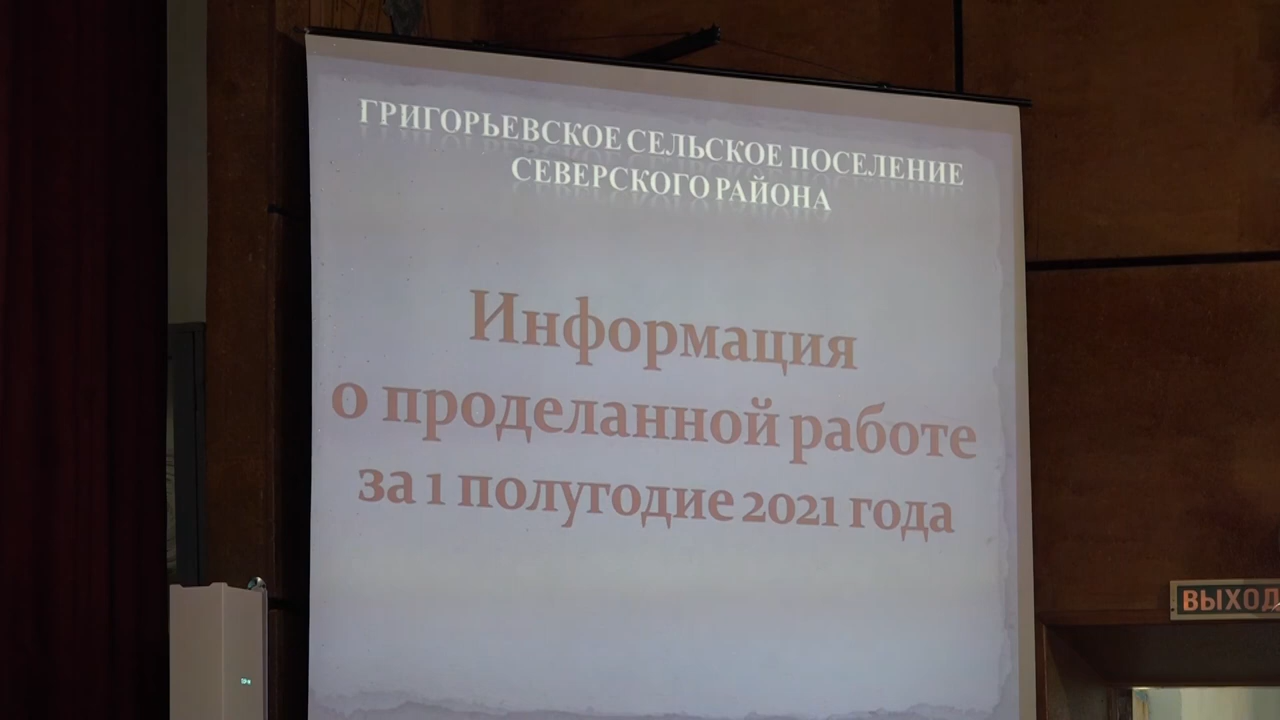 ГРИГОРЬЕВСКОЕ СЕЛЬСКОЕ ПОСЕЛЕНИЕ
СЕВЕРСКОГО РАЙОНА
Информация
о проделанной работе
за 1 полугодие 2021 года
ВЫХОД